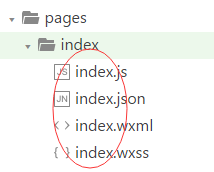 pages
index
JS index.js
JN index.json
< > index.wxml
{ } index.wxss